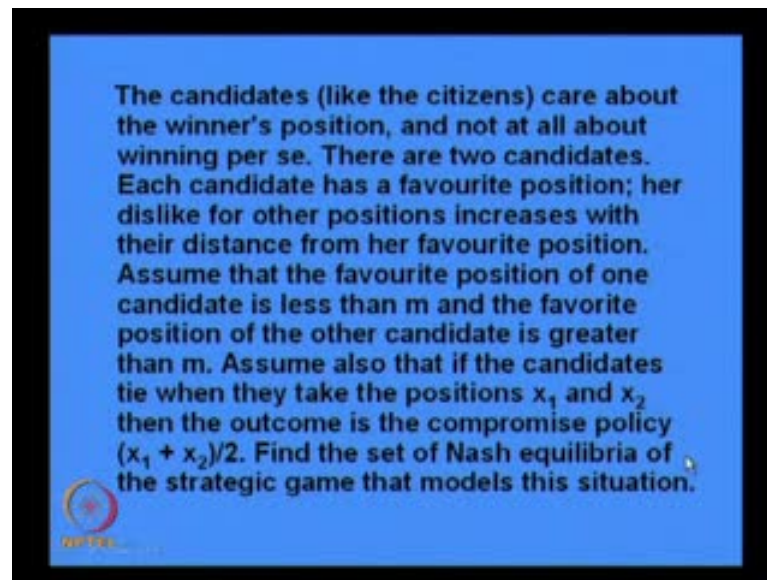 The candidates (like the citizens) care about
the winner's position, and not at all about
winning per se. There are two candidates.
Each candidate has a favourite position; her
dislike for other positions increases with
their distance from her favourite position.
Assume that the favourite position of one
candidate is less than m and the favorite
position of the other candidate is greater
than m. Assume also that if the candidates
tie when they take the positions x₁ and x₂
then the outcome is the compromise policy
(x₁ + x₂)/2. Find the set of Nash equilibria of
the strategic game that models this situation.
NPTEL